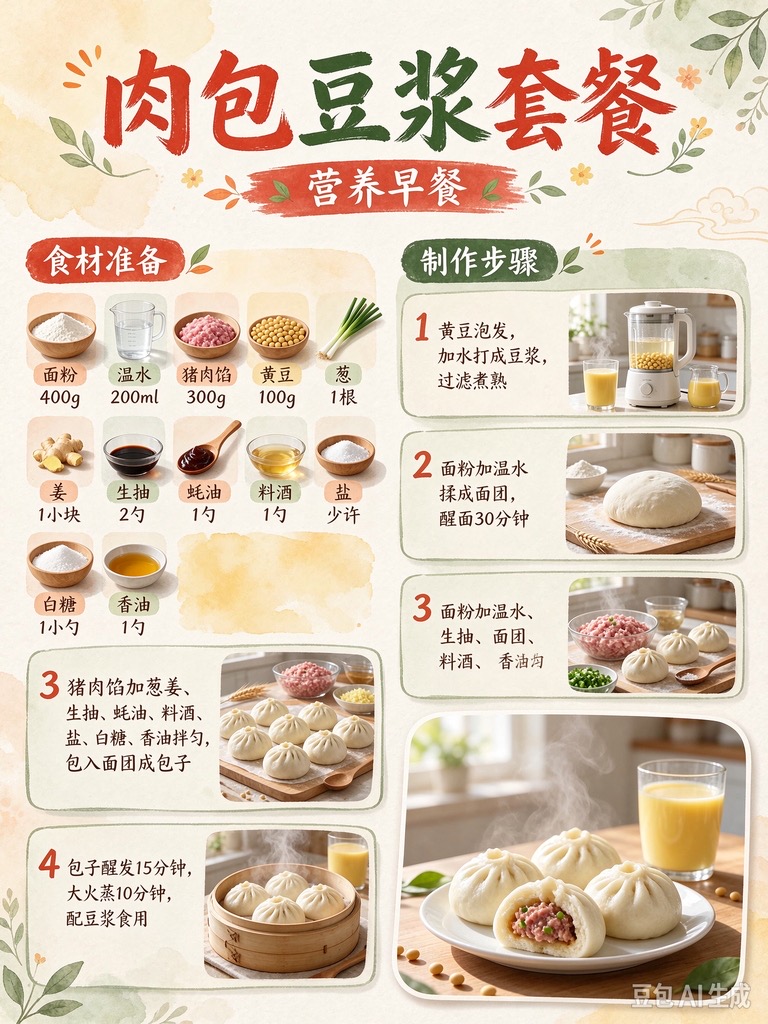 肉包豆浆套餐
营养早餐
食材准备
面粉 温水 猪肉馅 黄豆 葱
400g 200ml 300g 100g 1根
姜 生抽 蚝油 料酒 盐
1小块 2勺 1勺 1勺 少许
白糖 香油
1小勺 1勺
制作步骤
1 黄豆泡发，
加水打成豆浆，
过滤煮熟
2 面粉加温水
揉成面团，
醒面30分钟
3 面粉加温水、
生抽、面团、
料酒、香油
3 猪肉馅加葱姜、
生抽、蚝油、料酒、
盐、白糖、香油拌匀，
包入面团成包子
4 包子醒发15分钟，
大火蒸10分钟，
配豆浆食用
豆包AI生成